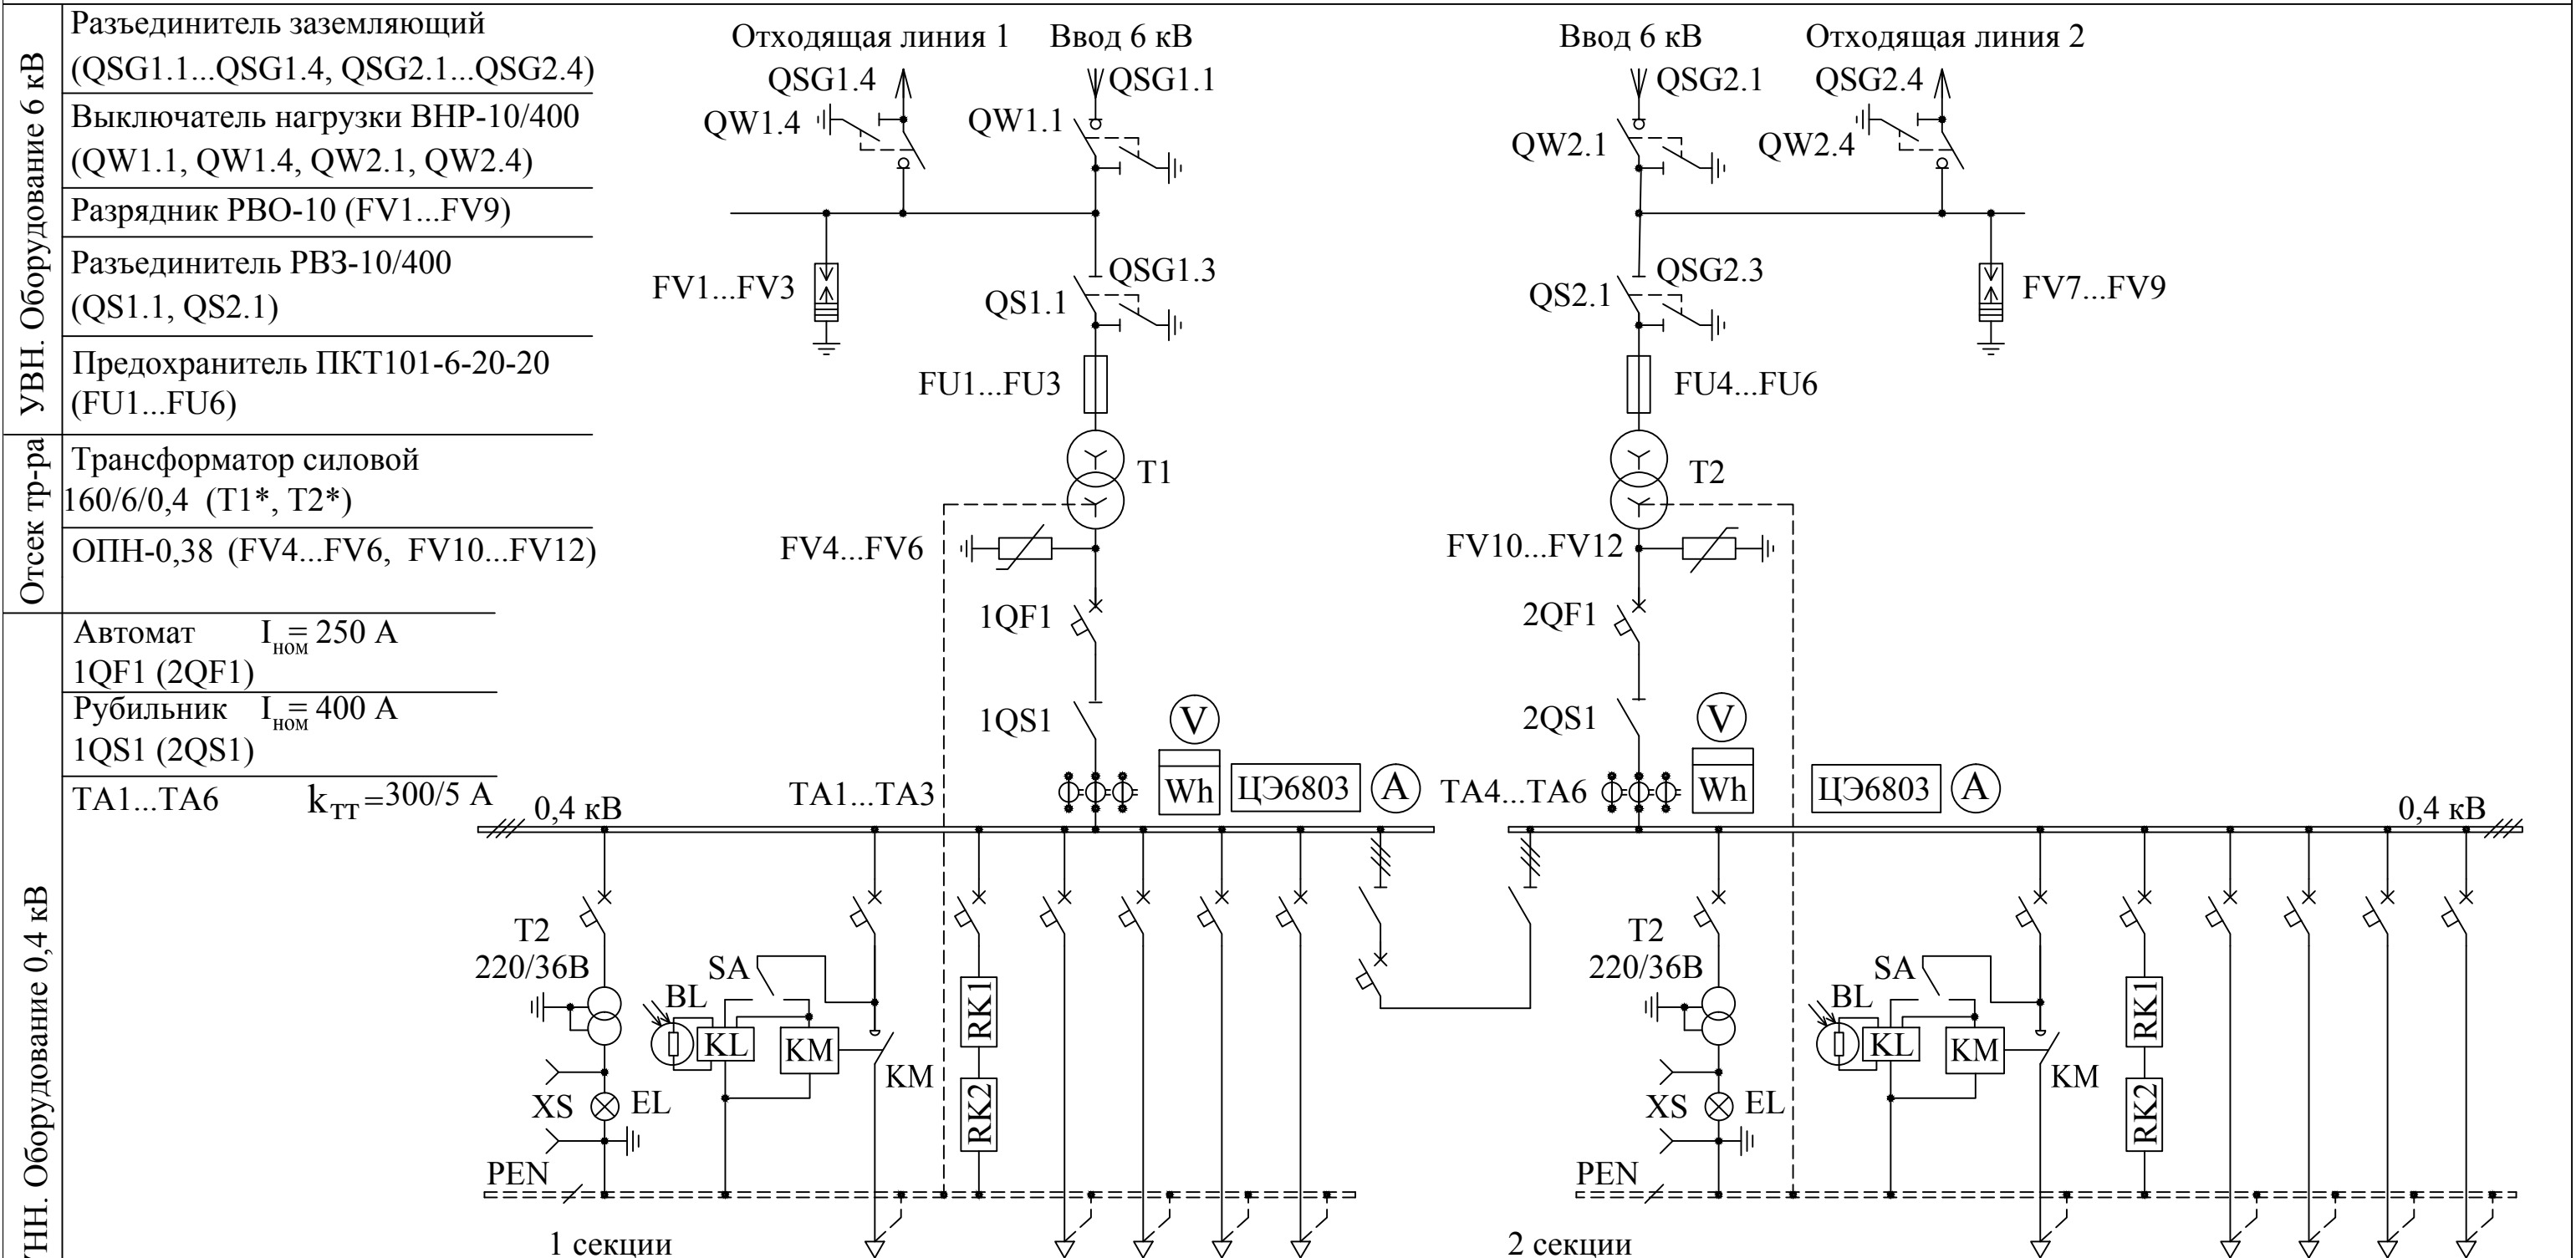 УВН. Оборудование 6 кВ
Разъединитель заземляющий
(QSG1.1...QSG1.4, QSG2.1...QSG2.4)
Выключатель нагрузки ВНР-10/400
(QW1.1, QW1.4, QW2.1, QW2.4)
Разрядник РВО-10 (FV1...FV9)
Разъединитель РВЗ-10/400
(QS1.1, QS2.1)
Предохранитель ПКТ101-6-20-20
(FU1...FU6)
Отсек тр-ра
Трансформатор силовой
160/6/0,4 (Т1*, Т2*)
ОПН-0,38 (FV4...FV6, FV10...FV12)
УНН. Оборудование 0,4 кВ
Автомат Iном= 250 А
1QF1 (2QF1)
Рубильник Iном= 400 А
1QS1 (2QS1)
ТА1...ТА6 kТТ=300/5 А
Отходящая линия 1
Ввод 6 кВ
QSG1.4
QSG1.1
QW1.4
QW1.1
FV1...FV3
QSG1.3
QS1.1
FU1...FU3
Т1
FV4...FV6
1QF1
1QS1
V
ТА1...ТА3
Wh
ЦЭ6803
А
0,4 кВ
Ввод 6 кВ
Отходящая линия 2
QSG2.1
QSG2.4
QW2.1
QW2.4
QSG2.3
QS2.1
FV7...FV9
FU4...FU6
Т2
FV10...FV12
2QF1
2QS1
V
ТА4...ТА6
Wh
ЦЭ6803
А
0,4 кВ
Т2
220/36В
SA
BL
KL
KM
KM
RK1
RK2
XS
EL
PEN
1 секции
Т2
220/36В
SA
BL
KL
KM
KM
RK1
RK2
XS
EL
PEN
2 секции